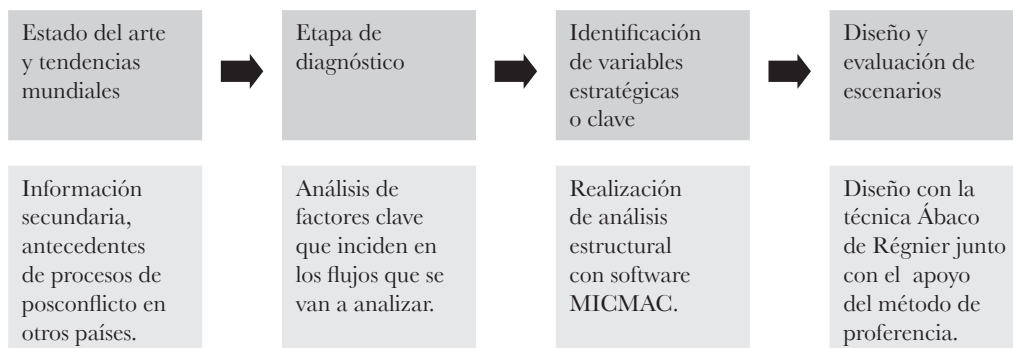 Estado del arte
y tendencias
mundiales
Etapa de
diagnóstico
Identificación
de variables
estratégicas
o clave
Diseño y
evaluación de
escenarios
Información
secundaria,
antecedentes
de procesos de
posconflicto en
otros países.
Análisis de
factores clave
que inciden en
los flujos que se
van a analizar.
Realización
de análisis
estructural
con software
MICMAC.
Diseño con la
técnica Ábaco
de Régnier junto
con el apoyo
del método de
proferencia.